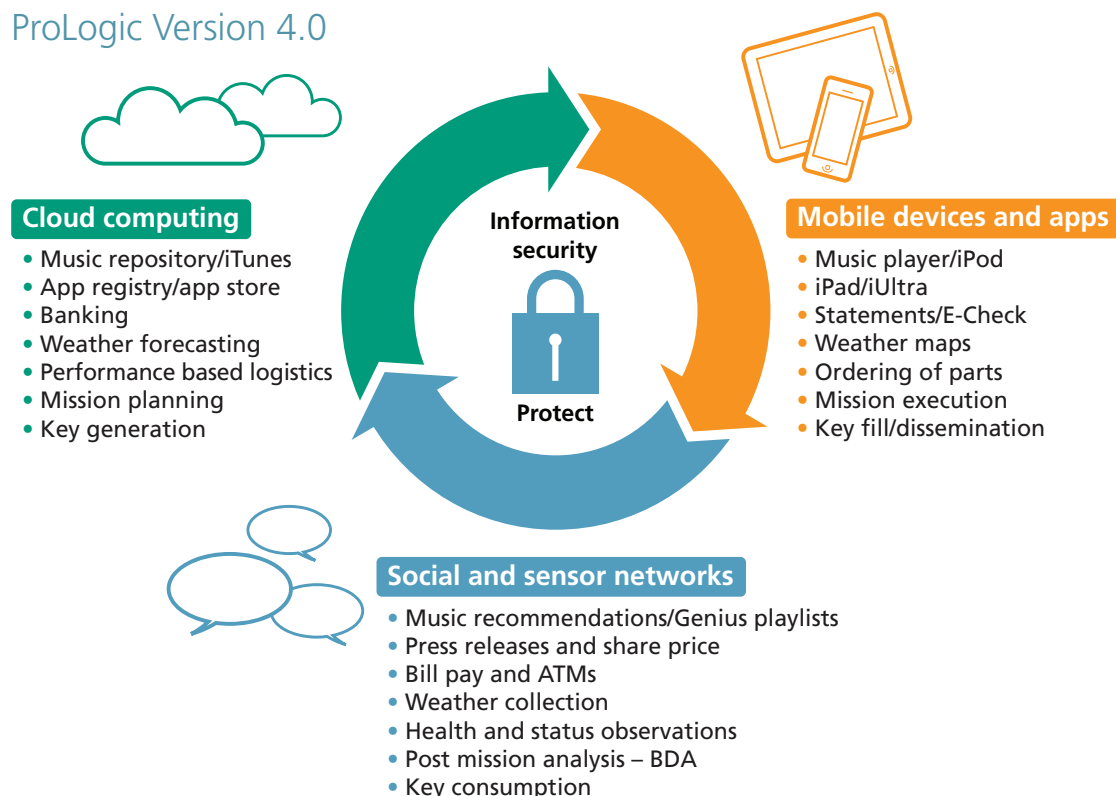 ProLogic Version 4.0
Information
security
Protect
Cloud computing
• Music repository/iTunes
• App registry/app store
• Banking
• Weather forecasting
• Performance based logistics
• Mission planning
• Key generation
Mobile devices and apps
• Music player/iPod
• iPad/iUltra
• Statements/E-Check
• Weather maps
• Ordering of parts
• Mission execution
• Key fill/dissemination
Social and sensor networks
• Music recommendations/Genius playlists
• Press releases and share price
• Bill pay and ATMs
• Weather collection
• Health and status observations
• Post mission analysis – BDA
• Key consumption